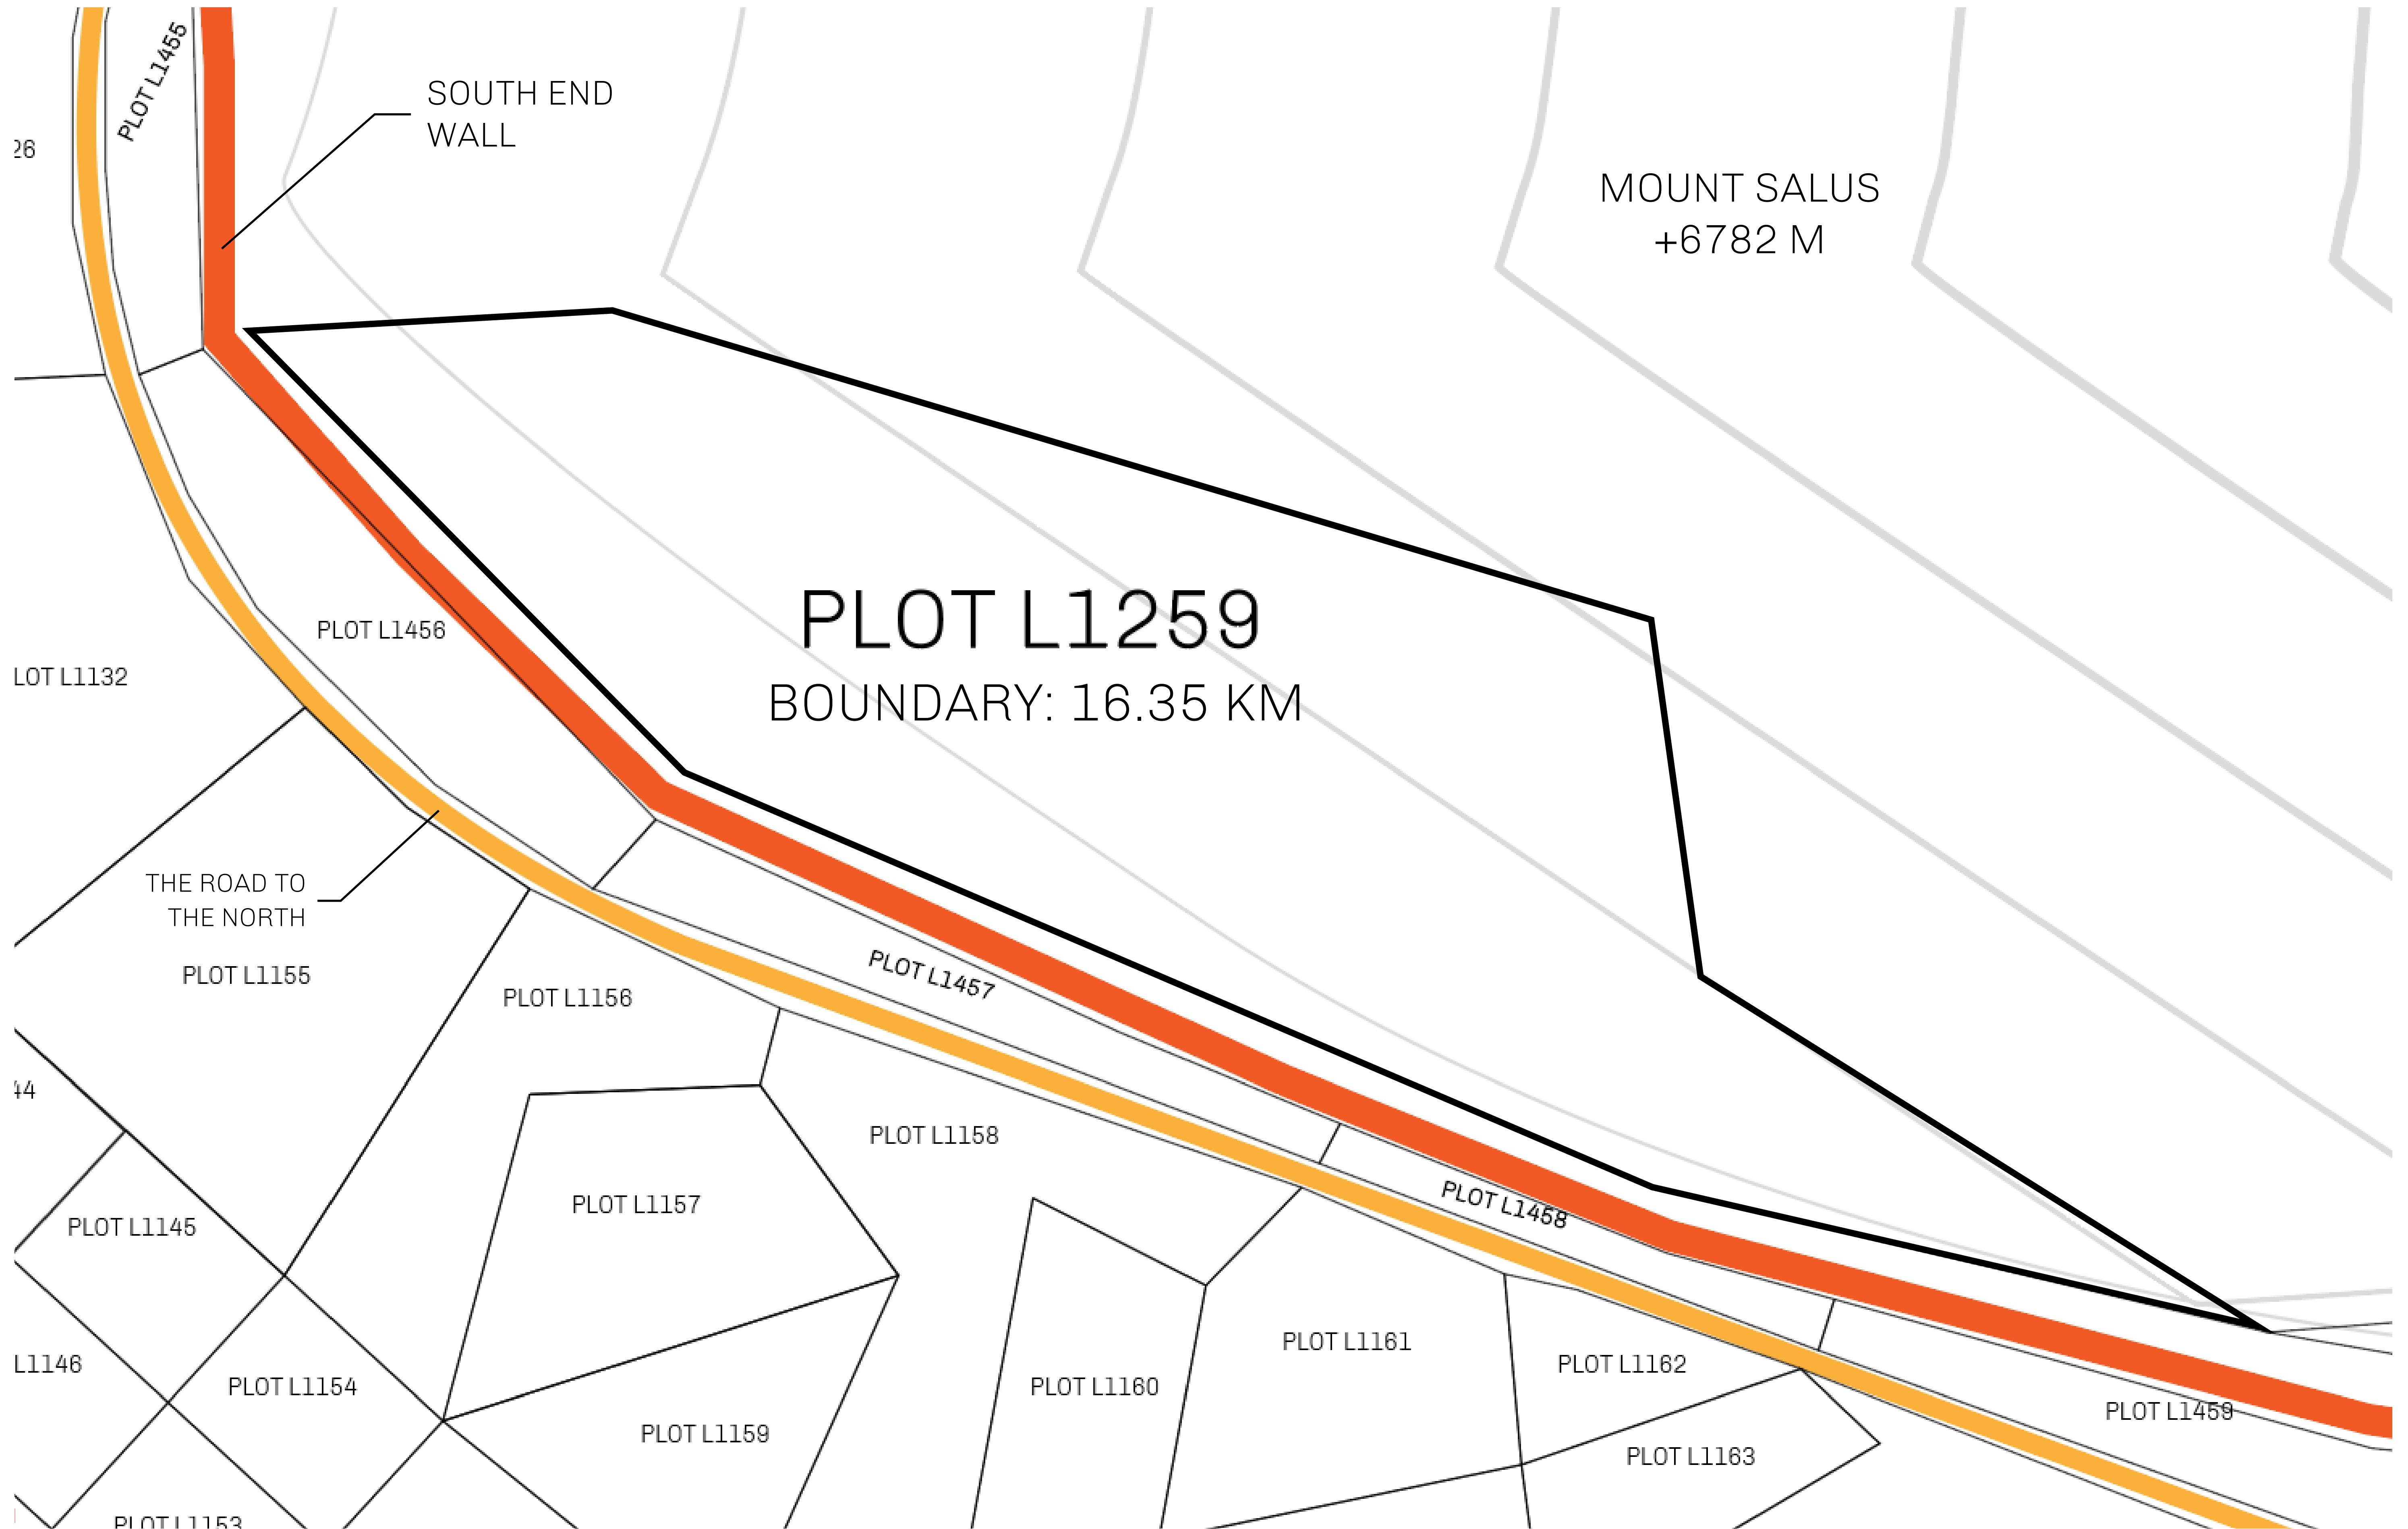 PLOT L1455
SOUTH END
WALL
26
MOUNT SALUS
+6782 M
PLOT L1259
BOUNDARY: 16.35 KM
PLOT L1456
LOT L1132
THE ROAD TO
THE NORTH
PLOT L1155
PLOT L1156
PLOT L1457
44
PLOT L1158
PLOT L1157
PLOT L1458
PLOT L1145
PLOT L1161
L1146
PLOT L1154
PLOT L1160
PLOT L1162
PLOT L1459
PLOT L1159
PLOT L1163
PLOT L1153